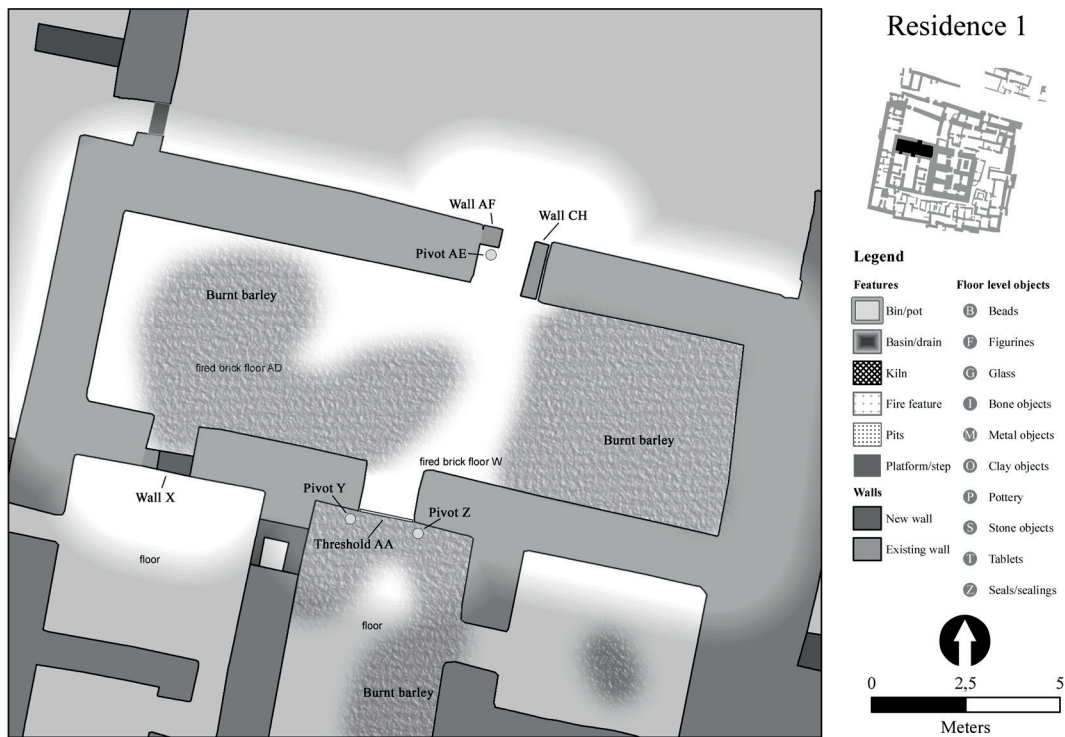 Residence 1
Wall AF
Wall CH
Pivot AE
Burnt barley
fired brick floor AD
Burnt barley
fired brick floor W
Wall X
Pivot Y
Pivot Z
Threshold AA
floor
floor
Burnt barley
Legend
Features
Bin/pot
Basin/drain
Kiln
Fire feature
Pits
Platform/step
Walls
New wall
Existing wall
Floor level objects
B Beads
F Figurines
G Glass
I Bone objects
M Metal objects
O Clay objects
P Pottery
S Stone objects
T Tablets
Z Seals/sealings
0 2,5 5
Meters